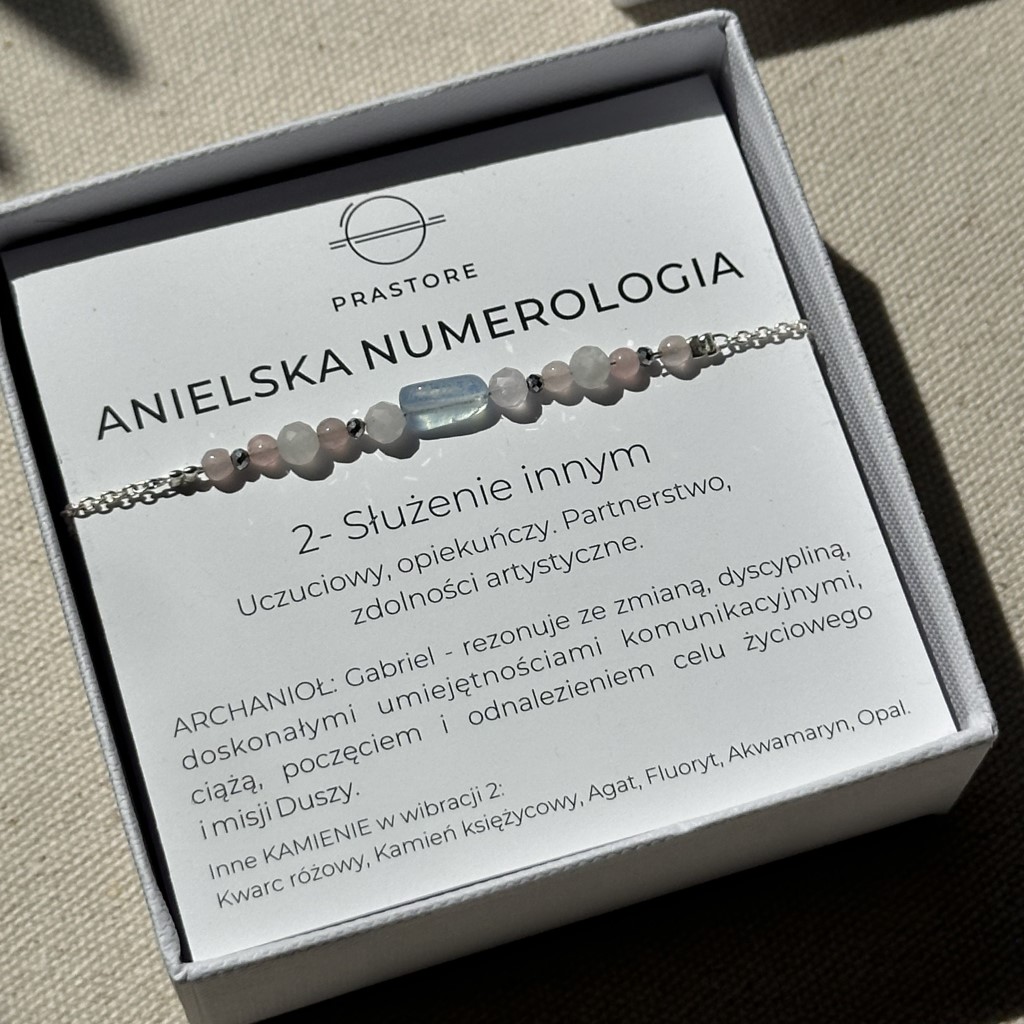 PRASTORE
ANIELSKA NUMEROLOGIA
2- Służenie innym
Uczuciowy, opiekuńczy. Partnerstwo,
zdolności artystyczne.
ARCHANIOŁ: Gabriel - rezonuje ze zmianą, dyscypliną,
doskonałymi umiejętnościami komunikacyjnymi,
ciążą, poczęciem i odnalezieniem celu życiowego
i misji Duszy.
Inne KAMIENIE w wibracji 2:
Kwarc różowy, Kamień księżycowy, Agat, Fluoryt, Akwamaryn, Opal.